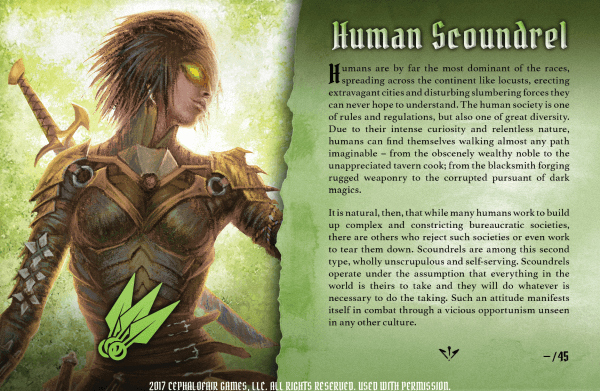 Human Scoundrel
Humans are by far the most dominant of the races,
spreading across the continent like locusts, erecting
extravagant cities and disturbing slumbering forces they
can never hope to understand. The human society is one
of rules and regulations, but also one of great diversity.
Due to their intense curiosity and relentless nature,
humans can find themselves walking almost any path
imaginable – from the obscenely wealthy noble to the
unappreciated tavern cook; from the blacksmith forging
rugged weaponry to the corrupted pursuant of dark
magics.
It is natural, then, that while many humans work to build
up complex and constricting bureaucratic societies,
there are others who reject such societies or even work
to tear them down. Scoundrels are among this second
type, wholly unscrupulous and self-serving. Scoundrels
operate under the assumption that everything in the
world is theirs to take and they will do whatever is
necessary to do the taking. Such an attitude manifests
itself in combat through a vicious opportunism unseen
in any other culture.
–/45
2017 CEPHALOFAIR GAMES, LLC. ALL RIGHTS RESERVED. USED WITH PERMISSION.